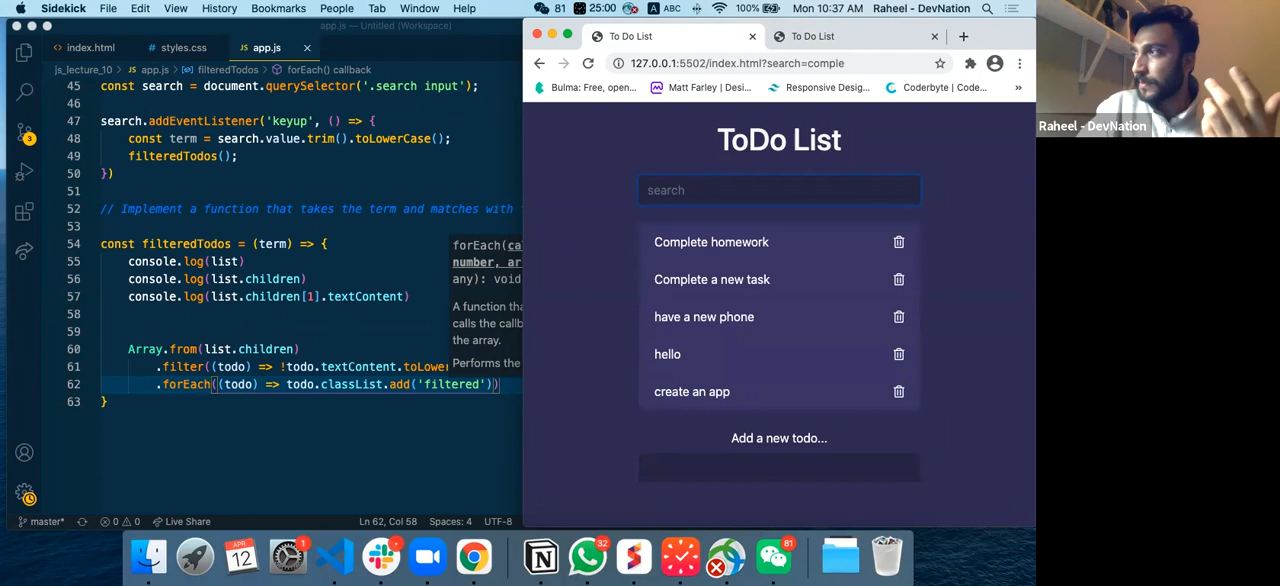 Sidekick File Edit View History Bookmarks People Tab Window Help 81 25:00 A ABC 100% Mon 10:37 AM Raheel - DevNation
app.js — Untitled (Workspace)
index.html styles.css JS app.js
js_lecture_10 > JS app.js > filteredTodos > forEach() callback
45 const search = document.querySelector('.search input');
46
47 search.addEventListener('keyup', () => {
48 const term = search.value.trim().toLowerCase();
49 filteredTodos();
50 })
51
52 // Implement a function that takes the term and matches with
53
54 const filteredTodos = (term) => {
55 console.log(list)
56 console.log(list.children)
57 console.log(list.children[1].textContent)
58
59
60 Array.from(list.children)
61 .filter((todo) => !todo.textContent.toLower
62 .forEach((todo) => todo.classList.add('filtered'))
63 }
forEach(ca
number, ar
any): void
A function tha
calls the callb
the array.
Performs the
3
master* 0 0 Live Share Ln 62, Col 58 Spaces: 4 UTF-8
To Do List To Do List
127.0.0.1:5502/index.html?search=comple
Bulma: Free, open... Matt Farley | Desi... Responsive Desig... Coderbyte | Code... »
ToDo List
search
Complete homework
Complete a new task
have a new phone
hello
create an app
Add a new todo...
Raheel - DevNation
APR 12 1 32 81